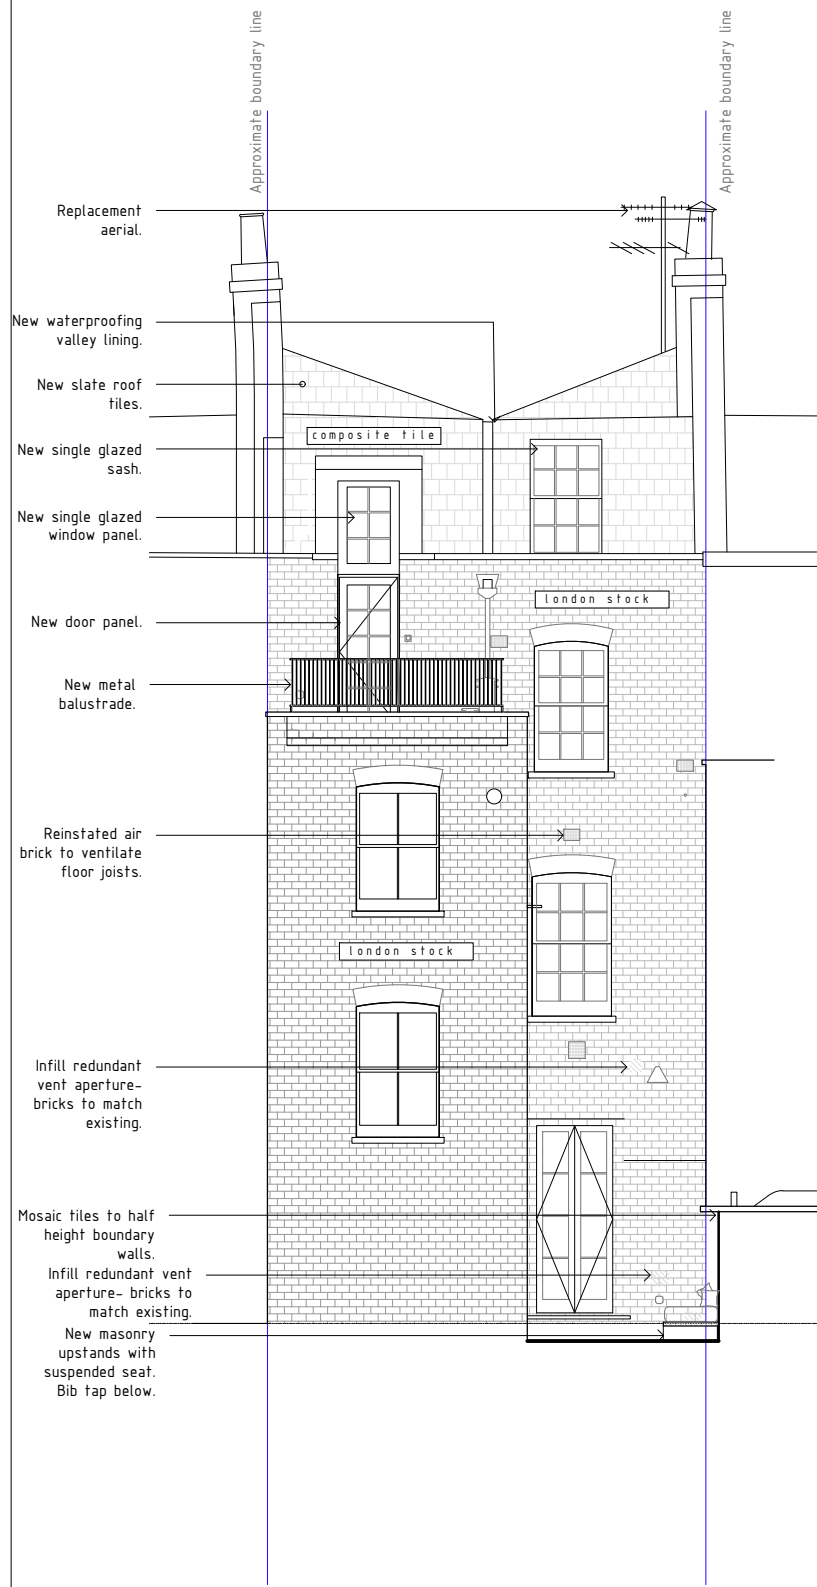 Approximate boundary line
Approximate boundary line
Replacement
aerial.
New waterproofing
valley lining.
New slate roof
tiles.
composite tile
New single glazed
sash.
New single glazed
window panel.
london stock
New door panel.
New metal
balustrade.
Reinstated air
brick to ventilate
floor joists.
london stock
Infill redundant
vent aperture-
bricks to match
existing.
Mosaic tiles to half
height boundary
walls.
Infill redundant vent
aperture- bricks to
match existing.
New masonry
upstands with
suspended seat.
Bib tap below.